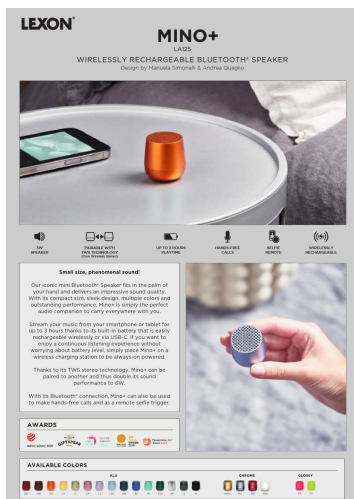 LEXON®
MINO+
LA125
WIRELESSLY RECHARGEABLE BLUETOOTH® SPEAKER
Design by Manuela Simonelli & Andrea Quaglio
3W
SPEAKER
PAIRABLE WITH
TWS TECHNOLOGY
(True Wireless Stereo)
UP TO 3 HOURS
PLAYTIME
HANDS-FREE
CALLS
SELFIE
REMOTE
WIRELESSLY
RECHARGEABLE
Small size, phenomenal sound!
Our iconic mini Bluetooth® Speaker fits in the palm of
your hand and delivers an impressive sound quality.
With its compact size, sleek design, multiple colors and
outstanding performance, Mino+ is simply the perfect
audio companion to carry everywhere with you.
Stream your music from your smartphone or tablet for
up to 3 hours thanks to its built-in battery that is easily
rechargeable wirelessly or via USB-C. If you want to
enjoy a continuous listening experience without
worrying about battery level, simply place Mino+ on a
wireless charging station to be always-on powered.
Thanks to its TWS stereo technology, Mino+ can be
paired to another and thus double its sound
performance to 6W.
With its Bluetooth® connection, Mino+ can also be used
to make hands-free calls and as a remote selfie trigger.
AWARDS
AVAILABLE COLORS
ALU
CHROME
GLOSSY